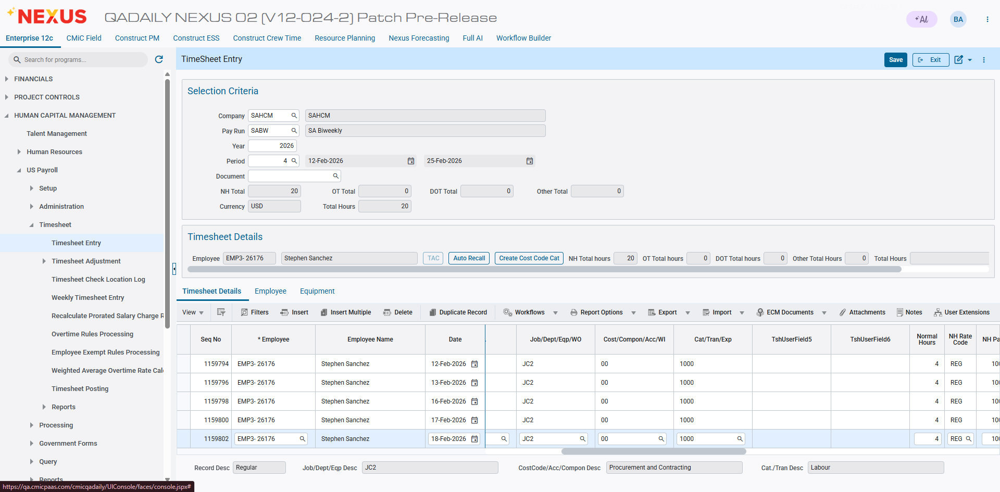 NEXUS
QADAILY NEXUS 02 (V12-024-2) Patch Pre-Release
AI
BA
Enterprise 12c CMiC Field Construct PM Construct ESS Construct Crew Time Resource Planning Nexus Forecasting Full AI Workflow Builder
Search for programs...
FINANCIALS
PROJECT CONTROLS
HUMAN CAPITAL MANAGEMENT
Talent Management
Human Resources
US Payroll
Setup
Administration
Timesheet
Timesheet Entry
Timesheet Adjustment
Timesheet Check Location Log
Weekly Timesheet Entry
Recalculate Prorated Salary Charge R
Overtime Rules Processing
Employee Exempt Rules Processing
Weighted Average Overtime Rate Cal
Timesheet Posting
Reports
Processing
Government Forms
Query
Reports
https://qa.cmicpaas.com/cmicqadaily/UIConsole/faces/console.jspx#
TimeSheet Entry
Save Exit
Selection Criteria
Company SAHCM SAHCM
Pay Run SABW SA Biweekly
Year 2026
Period 4 12-Feb-2026 25-Feb-2026
Document
NH Total 20 OT Total 0 DOT Total 0 Other Total 0
Currency USD Total Hours 20
Timesheet Details
Employee EMP3- 26176 Stephen Sanchez TAC Auto Recall Create Cost Code Cat NH Total hours 20 OT Total hours 0 DOT Total hours 0 Other Total Hours 0 Total Hours
Timesheet Details Employee Equipment
View Filters Insert Insert Multiple Delete Duplicate Record Workflows Report Options Export Import ECM Documents Attachments Notes User Extensions
Seq No * Employee Employee Name Date Job/Dept/Eqp/WO Cost/Compon/Acc/WI Cat/Tran/Exp TshUserField5 TshUserField6 Normal Hours NH Rate Code NH Pa
1159794 EMP3- 26176 Stephen Sanchez 12-Feb-2026 JC2 00 1000 4 REG 100
1159796 EMP3- 26176 Stephen Sanchez 13-Feb-2026 JC2 00 1000 4 REG 100
1159798 EMP3- 26176 Stephen Sanchez 16-Feb-2026 JC2 00 1000 4 REG 100
1159800 EMP3- 26176 Stephen Sanchez 17-Feb-2026 JC2 00 1000 4 REG 100
1159802 EMP3- 26176 Stephen Sanchez 18-Feb-2026 JC2 00 1000 4 REG 100
Record Desc Regular Job/Dept/Eqp Desc JC2 CostCode/Acc/Compon Desc Procurement and Contracting Cat./Tran Desc Labour